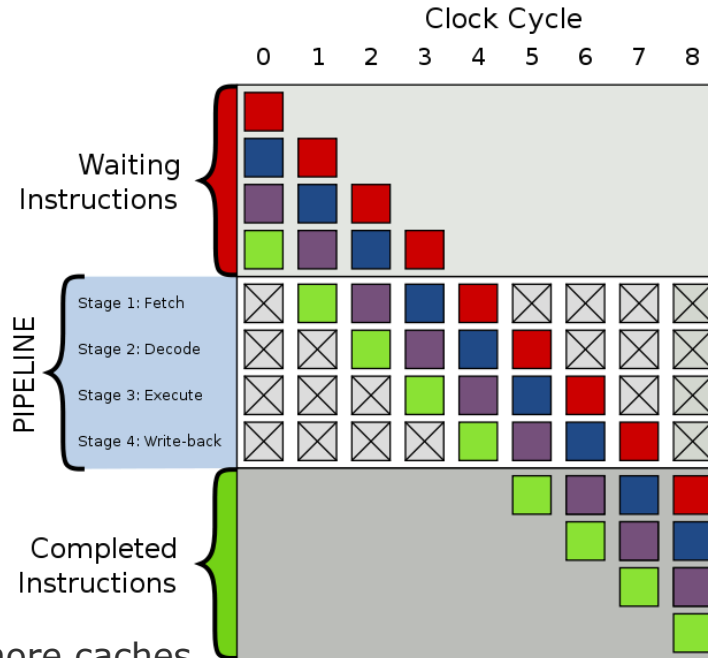 Clock Cycle
0 1 2 3 4 5 6 7 8
Waiting
Instructions
PIPELINE
Stage 1: Fetch
Stage 2: Decode
Stage 3: Execute
Stage 4: Write-back
Completed
Instructions
caches